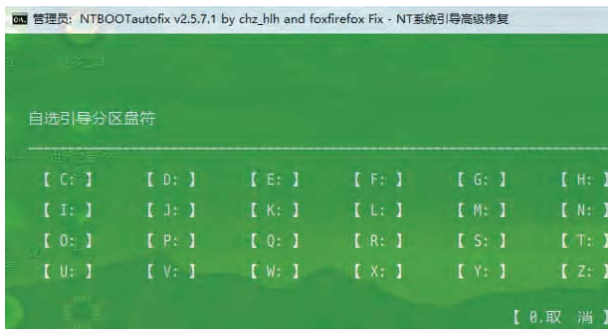 管理员: NTBOOTautofix v2.5.7.1 by chz_hlh and foxfirefox Fix - NT系统引导高级修复
自选引导分区盘符
【 C: 】 【 D: 】 【 E: 】 【 F: 】 【 G: 】 【 H: 】
【 I: 】 【 J: 】 【 K: 】 【 L: 】 【 M: 】 【 N: 】
【 O: 】 【 P: 】 【 Q: 】 【 R: 】 【 S: 】 【 T: 】
【 U: 】 【 V: 】 【 W: 】 【 X: 】 【 Y: 】 【 Z: 】
【 0.取 消 】